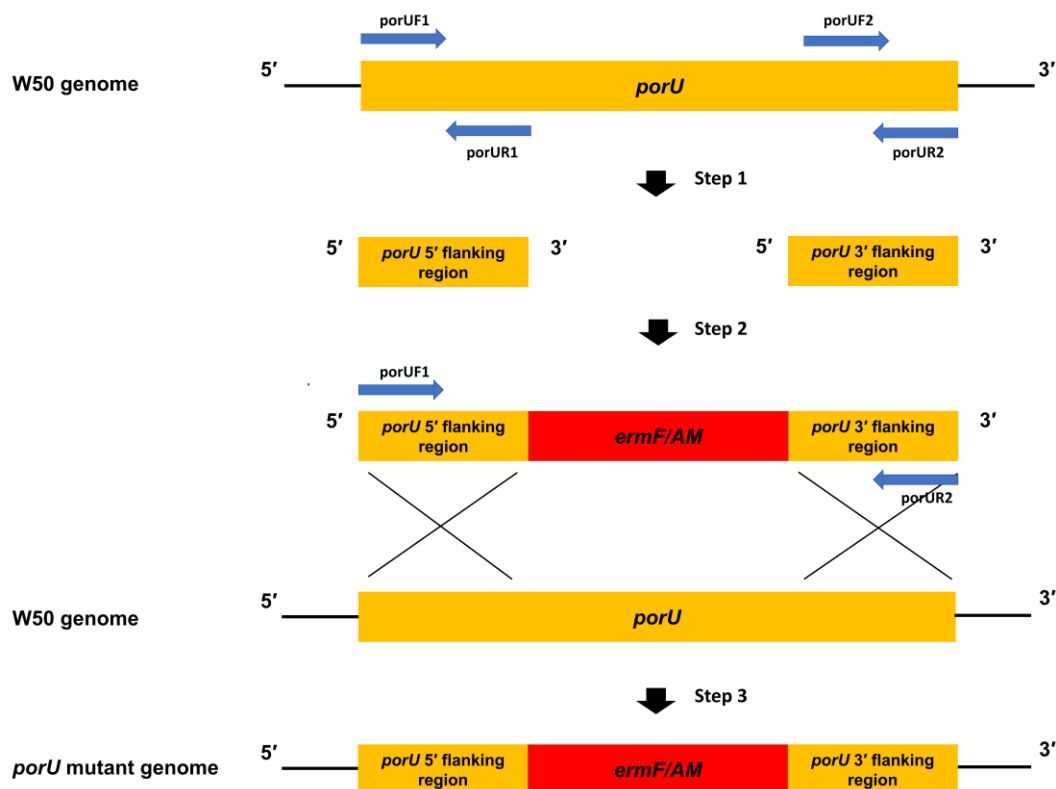 porUF1
porUF2
5′
3′
W50 genome
porU
porUR1
porUR2
Step 1
5′
porU 5′ flanking
region
3′
5′
porU 3′ flanking
region
3′
Step 2
porUF1
5′
porU 5′ flanking
region
ermF/AM
porU 3′ flanking
region
3′
porUR2
5′
3′
W50 genome
porU
Step 3
5′
3′
porU mutant genome
porU 5′ flanking
region
ermF/AM
porU 3′ flanking
region